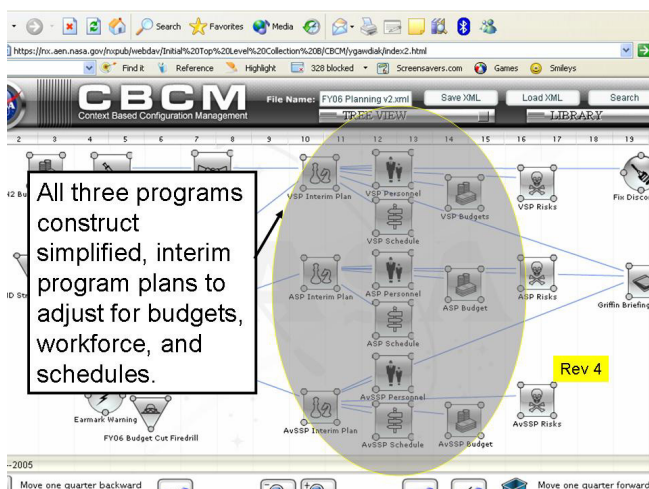 Search Favorites Media
https://nx.aen.nasa.gov/nxpub/webdav/Initial%20Top%20Level%20Collection%20B/CBCM/ygawdiak/index2.html
Find it Reference Highlight 328 blocked Screensavers.com Games Smileys
CBCM
Context Based Configuration Management
File Name: FY06 Planning v2.xml Save XML Load XML Search
TREE VIEW LIBRARY
2 3 4 5 6 7 8 9 10 11 12 13 14 15 16 17 18 19
VSP Interim Plan
VSP Personnel
VSP Budgets
VSP Risks
VSP Schedule
All three programs
construct
simplified, interim
program plans to
adjust for budgets,
workforce, and
schedules.
ASP Interim Plan
ASP Personnel
ASP Budget
ASP Risks
Griffin Briefing
ASP Schedule
Rev 4
AvSSP Personnel
AvSSP Interim Plan
AvSSP Schedule
AvSSP Budget
AvSSP Risks
Earmark Warning
FY06 Budget Cut Firedrill
-2005
Move one quarter backward
Move one quarter forward